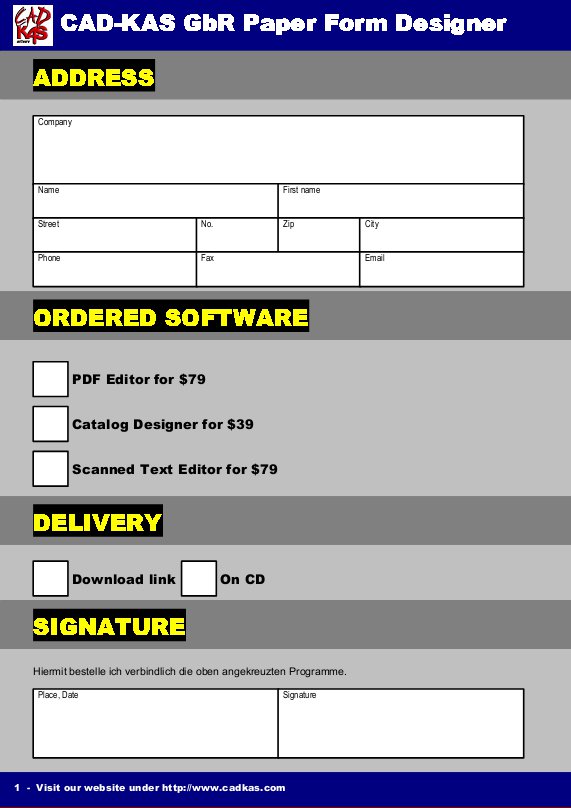 CAD KAS
CAD-KAS GbR Paper Form Designer
ADDRESS
Company
Name First name
Street No. Zip City
Phone Fax Email
ORDERED SOFTWARE
PDF Editor for $79
Catalog Designer for $39
Scanned Text Editor for $79
DELIVERY
Download link On CD
SIGNATURE
Hiermit bestelle ich verbindlich die oben angekreuzten Programme.
Place, Date Signature
1 - Visit our website under http://www.cadkas.com